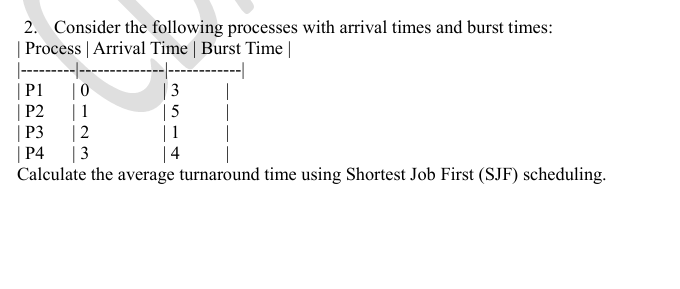 2. Consider the following processes with arrival times and burst times:
| Process | Arrival Time | Burst Time |
|---------|--------------|------------|
| P1 | 0 | 3 |
| P2 | 1 | 5 |
| P3 | 2 | 1 |
| P4 | 3 | 4 |
Calculate the average turnaround time using Shortest Job First (SJF) scheduling.